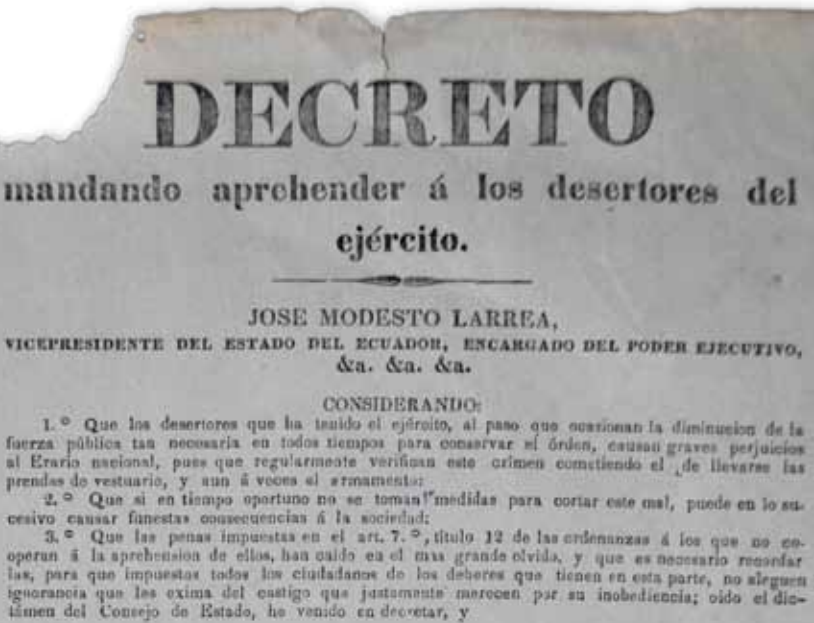 DECRETO
mandando aprehender á los desertores del
ejército.
JOSE MODESTO LARREA,
VICEPRESIDENTE DEL ESTADO DEL ECUADOR, ENCARGADO DEL PODER EJECUTIVO,
&a. &a. &a.
CONSIDERANDO:
1.º Que los desertores que ha tenido el ejército, al paso que ocasionan la diminucion de la
fuerza pública tan necesaria en todos tiempos para conservar el órden, causan graves perjuicios
al Erario nacional, pues que regularmente verifican este crimen cometiendo el de llevarse las
prendas de vestuario, y aun á veces el armamento:
2.º Que si en tiempo oportuno no se toman medidas para cortar este mal, puede en lo su-
cesivo causar funestas consecuencias á la sociedad:
3.º Que las penas impuestas en el art. 7.º, título 12 de las ordenanzas á los que no co-
operan á la aprehension de ellos, han caido en el mas grande olvido, y que es necesario recordar
las, para que impuestos todos los ciudadanos de los deberes que tienen en esta parte, no aleguen
ignorancia que les exima del castigo que justamente merecen por su inobediencia; oido el dic-
támen del Consejo de Estado, he venido en decretar, y